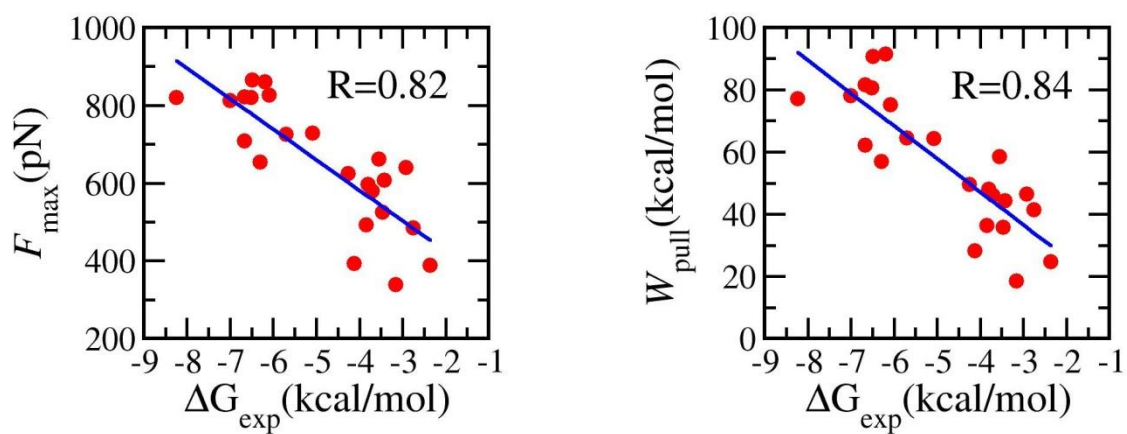 1000
800
600
400
200
F_max(pN)
R=0.82
-9 -8 -7 -6 -5 -4 -3 -2 -1
ΔG_exp(kcal/mol)
100
80
60
40
20
0
W_pull(kcal/mol)
R=0.84
-9 -8 -7 -6 -5 -4 -3 -2 -1
ΔG_exp(kcal/mol)